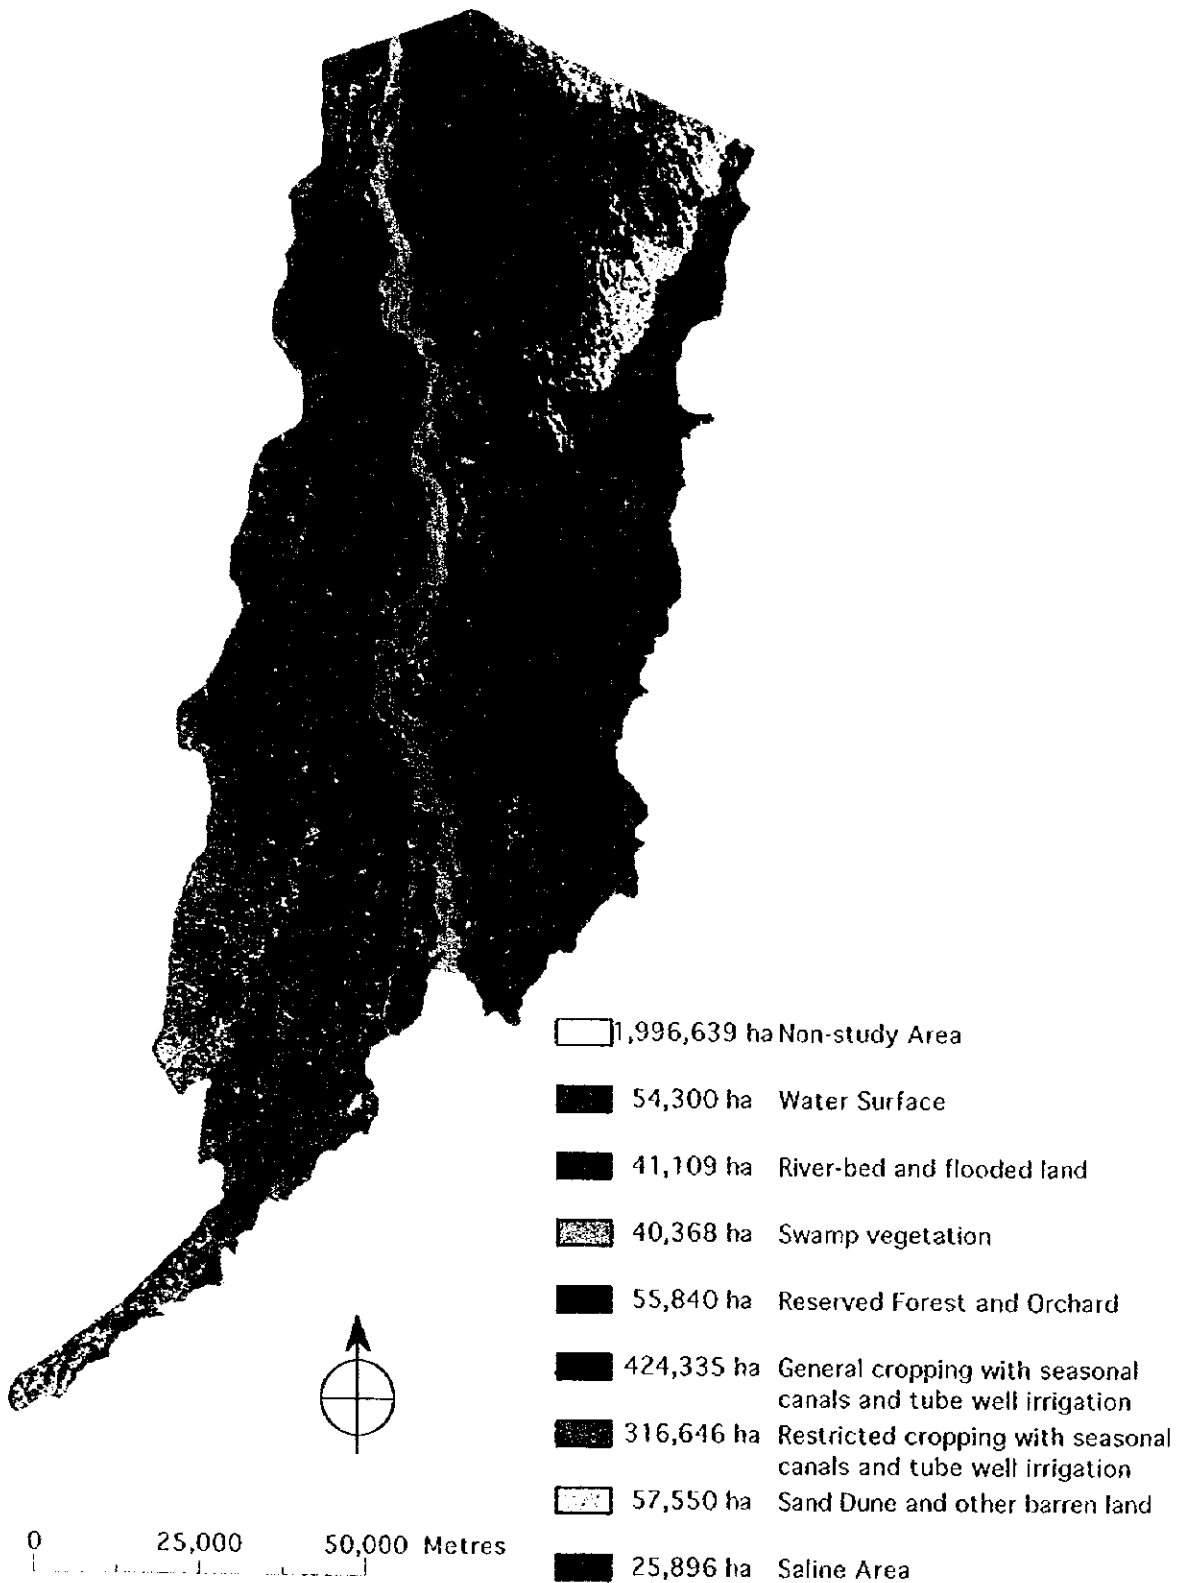 1,996,639 ha Non-study Area
54,300 ha Water Surface
41,109 ha River-bed and flooded land
40,368 ha Swamp vegetation
55,840 ha Reserved Forest and Orchard
424,335 ha General cropping with seasonal
canals and tube well irrigation
316,646 ha Restricted cropping with seasonal
canals and tube well irrigation
57,550 ha Sand Dune and other barren land
25,896 ha Saline Area
0 25,000 50,000 Metres